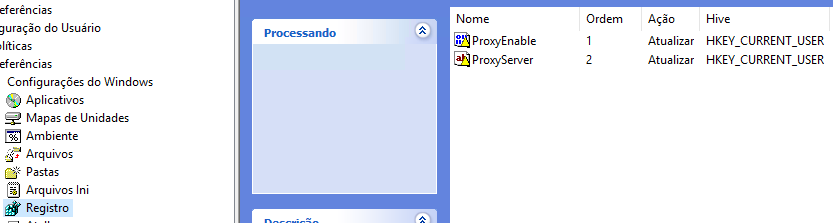 eferências
guração do Usuário
olíticas
eferências
Configurações do Windows
Aplicativos
Mapas de Unidades
Ambiente
Arquivos
Pastas
Arquivos Ini
Registro
Processando
Nome Ordem Ação Hive
ProxyEnable 1 Atualizar HKEY_CURRENT_USER
ProxyServer 2 Atualizar HKEY_CURRENT_USER
Descrição